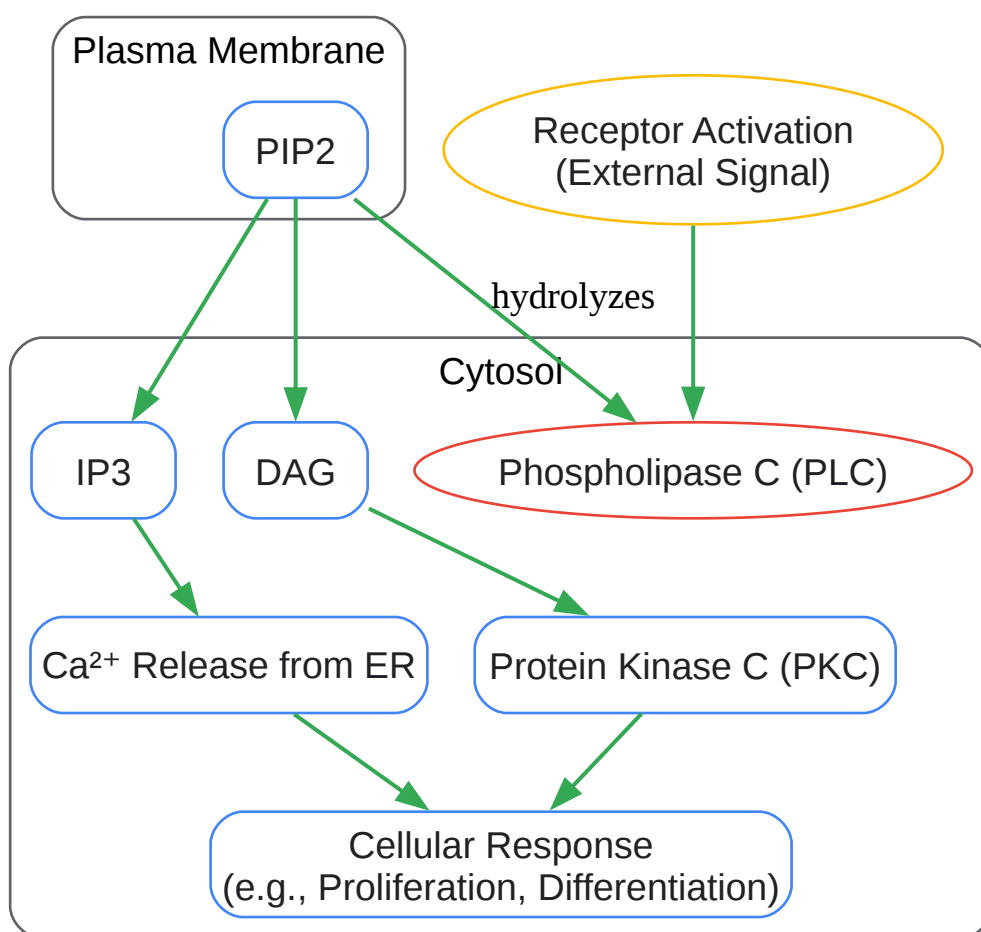 Plasma Membrane
PIP2
Receptor Activation
(External Signal)
hydrolyzes
Cytosol
IP3
DAG
Phospholipase C (PLC)
Ca²⁺ Release from ER
Protein Kinase C (PKC)
Cellular Response
(e.g., Proliferation, Differentiation)